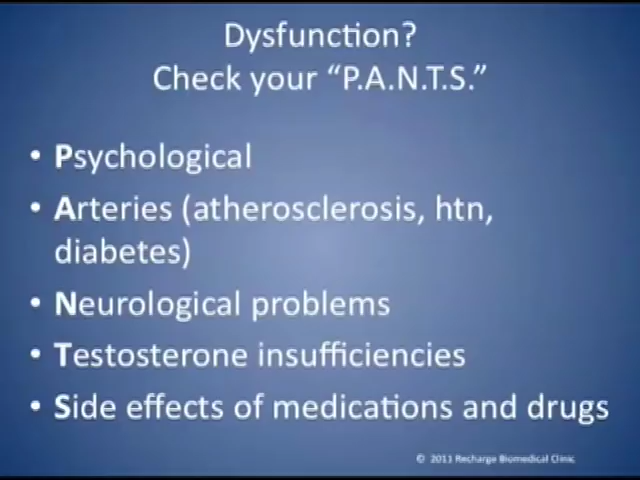 Dysfunction?
Check your “P.A.N.T.S.”
• Psychological
• Arteries (atherosclerosis, htn,
diabetes)
• Neurological problems
• Testosterone insufficiencies
• Side effects of medications and drugs
© 2011 Recharge Biomedical Clinic